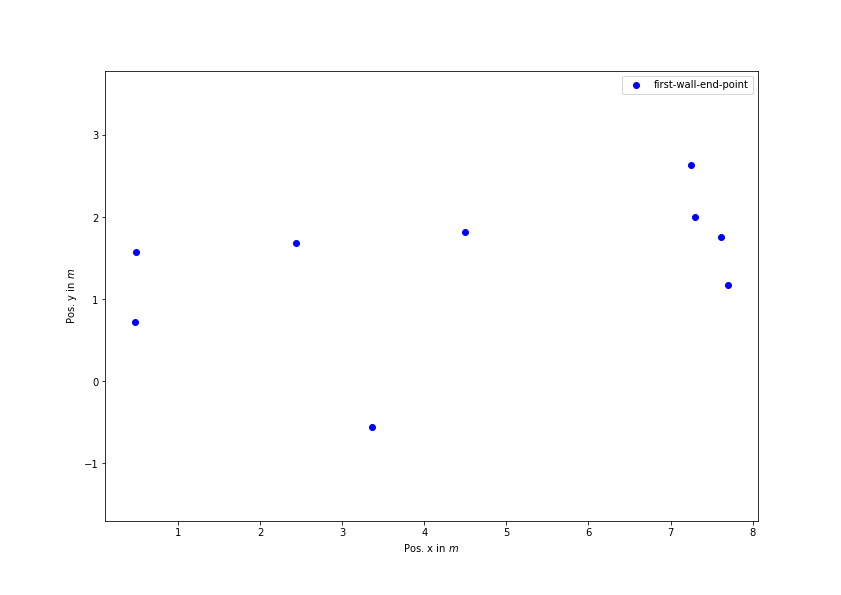 first-wall-end-point
3
2
1
0
−1
Pos. y in m
1 2 3 4 5 6 7 8
Pos. x in m